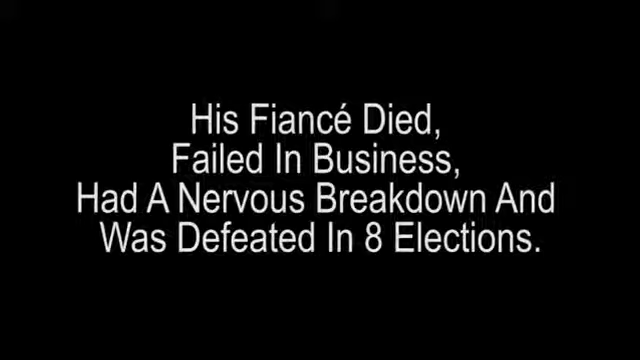 His Fiancé Died,
Failed In Business,
Had A Nervous Breakdown And
Was Defeated In 8 Elections.